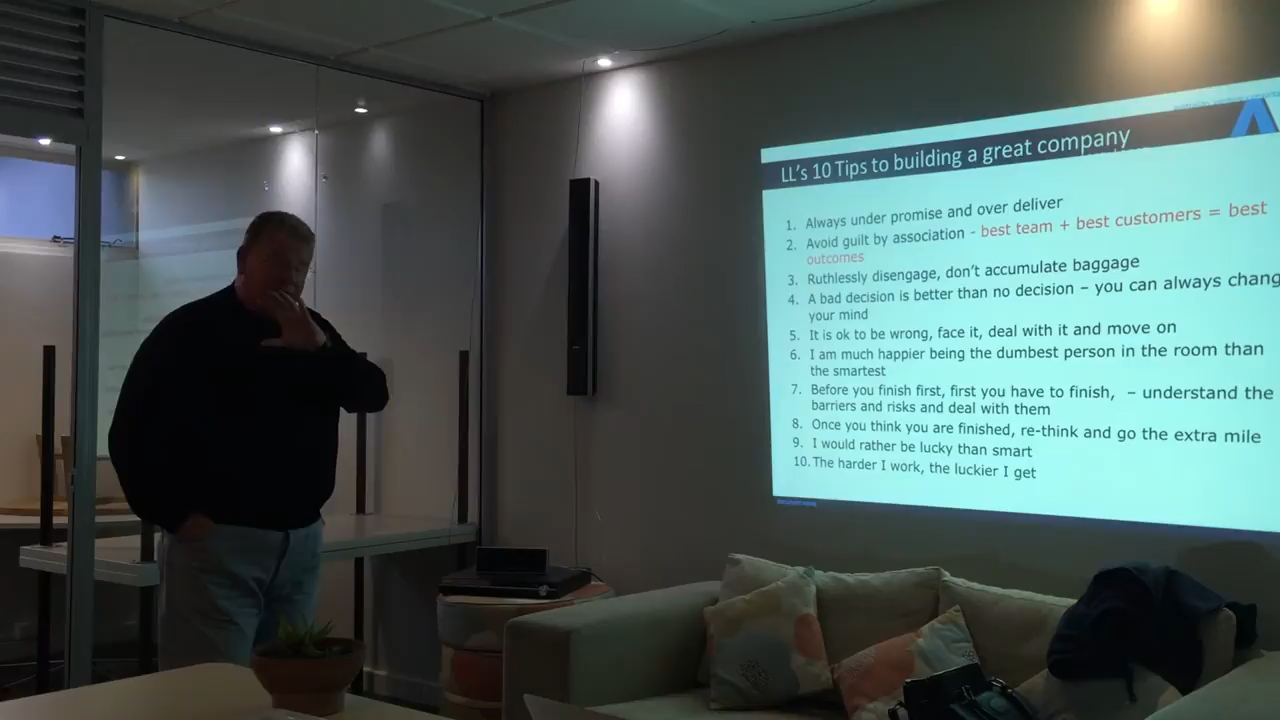 LL's 10 Tips to building a great company
1. Always under promise and over deliver
2. Avoid guilt by association - best team + best customers = best
outcomes
3. Ruthlessly disengage, don't accumulate baggage
4. A bad decision is better than no decision – you can always chang
your mind
5. It is ok to be wrong, face it, deal with it and move on
6. I am much happier being the dumbest person in the room than
the smartest
7. Before you finish first, first you have to finish, – understand the
barriers and risks and deal with them
8. Once you think you are finished, re-think and go the extra mile
9. I would rather be lucky than smart
10. The harder I work, the luckier I get